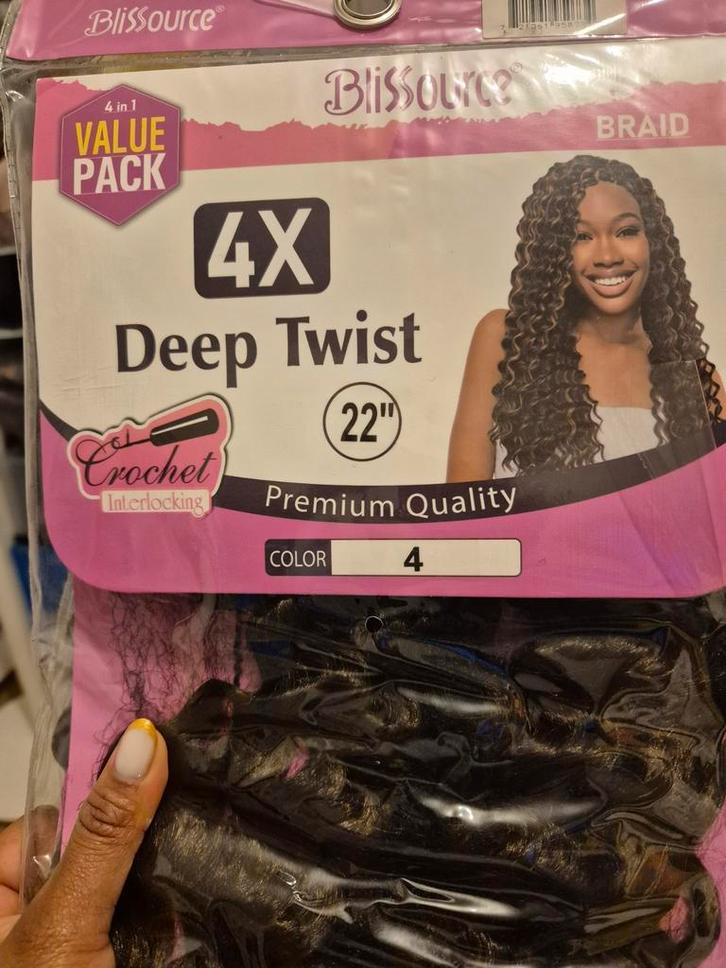 BLISSOURCE®
BLISSOURCE®
BRAID
4 in 1
VALUE
PACK
4X
Deep Twist
22"
Crochet
Interlocking
Premium Quality
COLOR 4